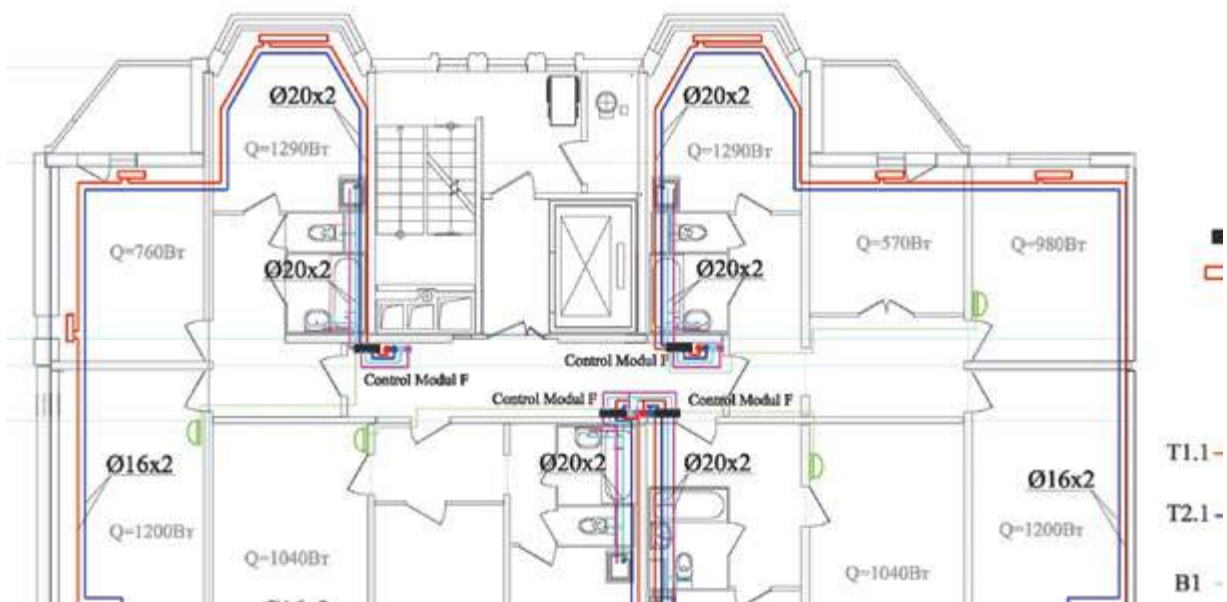 Ø20x2
Ø20x2
Q=1290Вт
Q=1290Вт
Q=760Вт
Q=570Вт
Q=980Вт
Ø20x2
Ø20x2
Control Modul F
Control Modul F
Control Modul F
Control Modul F
Ø16x2
Ø20x2
Ø20x2
Ø16x2
T1.1
T2.1
Q=1200Вт
Q=1040Вт
Q=1200Вт
Q=1040Вт
B1